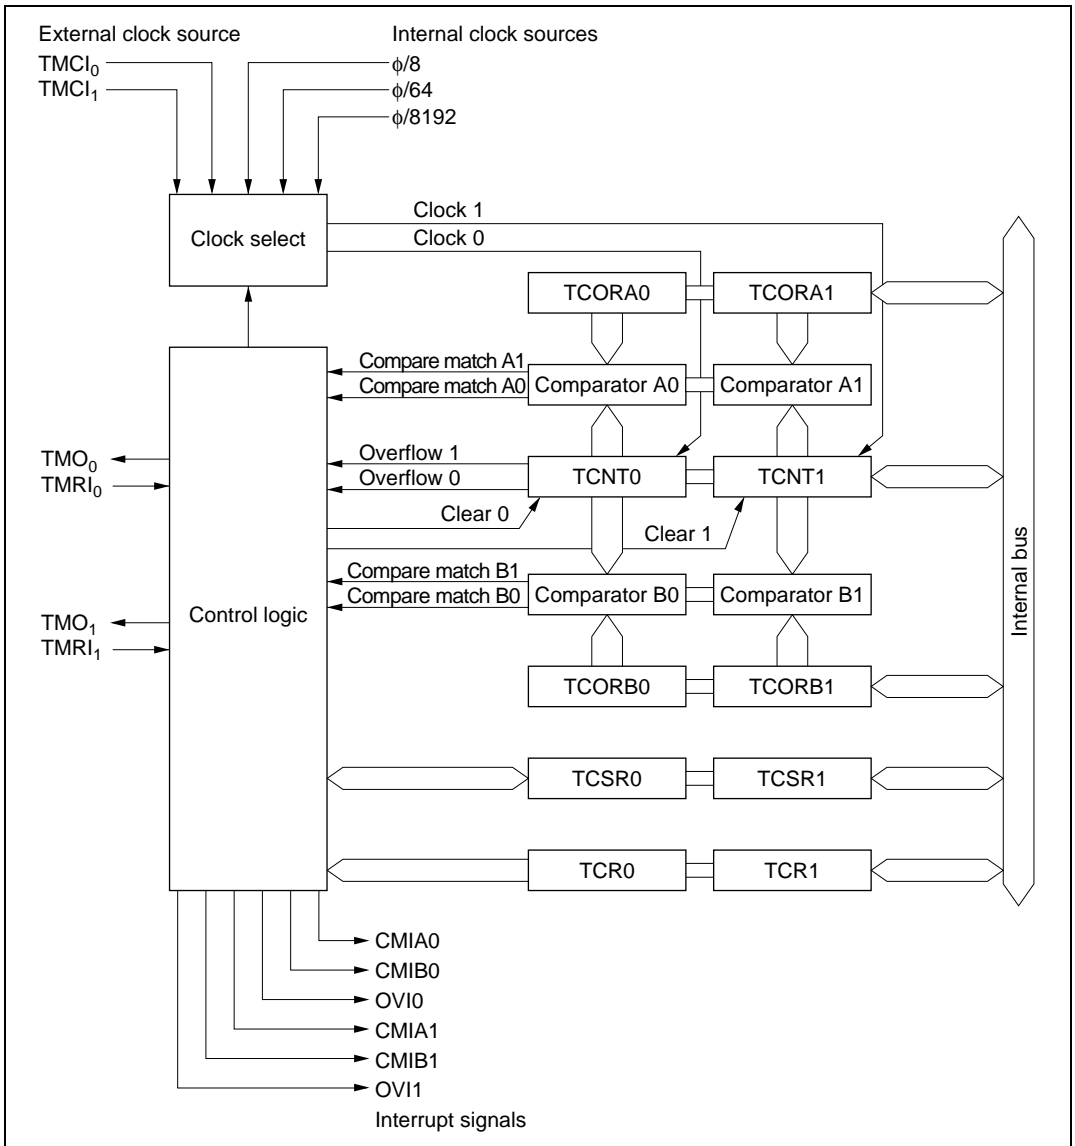 External clock source
Internal clock sources
TMCI₀
ϕ/8
TMCI₁
ϕ/64
ϕ/8192
Clock select
Clock 1
Clock 0
TCORA0
TCORA1
Compare match A1
Compare match A0
Comparator A0
Comparator A1
TMO₀
TMRI₀
Overflow 1
Overflow 0
TCNT0
TCNT1
Clear 0
Clear 1
Internal bus
Compare match B1
Compare match B0
Comparator B0
Comparator B1
Control logic
TMO₁
TMRI₁
TCORB0
TCORB1
TCSR0
TCSR1
TCR0
TCR1
CMIA0
CMIB0
OVI0
CMIA1
CMIB1
OVI1
Interrupt signals